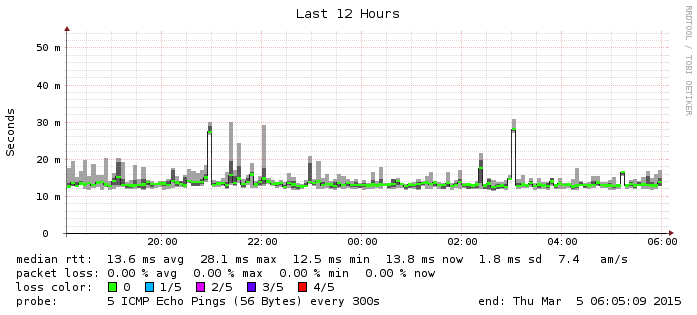 Last 12 Hours
RRDTOOL / TOBI OETIKER
Seconds
50 m
40 m
30 m
20 m
10 m
0
20:00 22:00 00:00 02:00 04:00 06:00
median rtt: 13.6 ms avg 28.1 ms max 12.5 ms min 13.8 ms now 1.8 ms sd 7.4 am/s
packet loss: 0.00 % avg 0.00 % max 0.00 % min 0.00 % now
loss color: 0 1/5 2/5 3/5 4/5
probe: 5 ICMP Echo Pings (56 Bytes) every 300s end: Thu Mar 5 06:05:09 2015